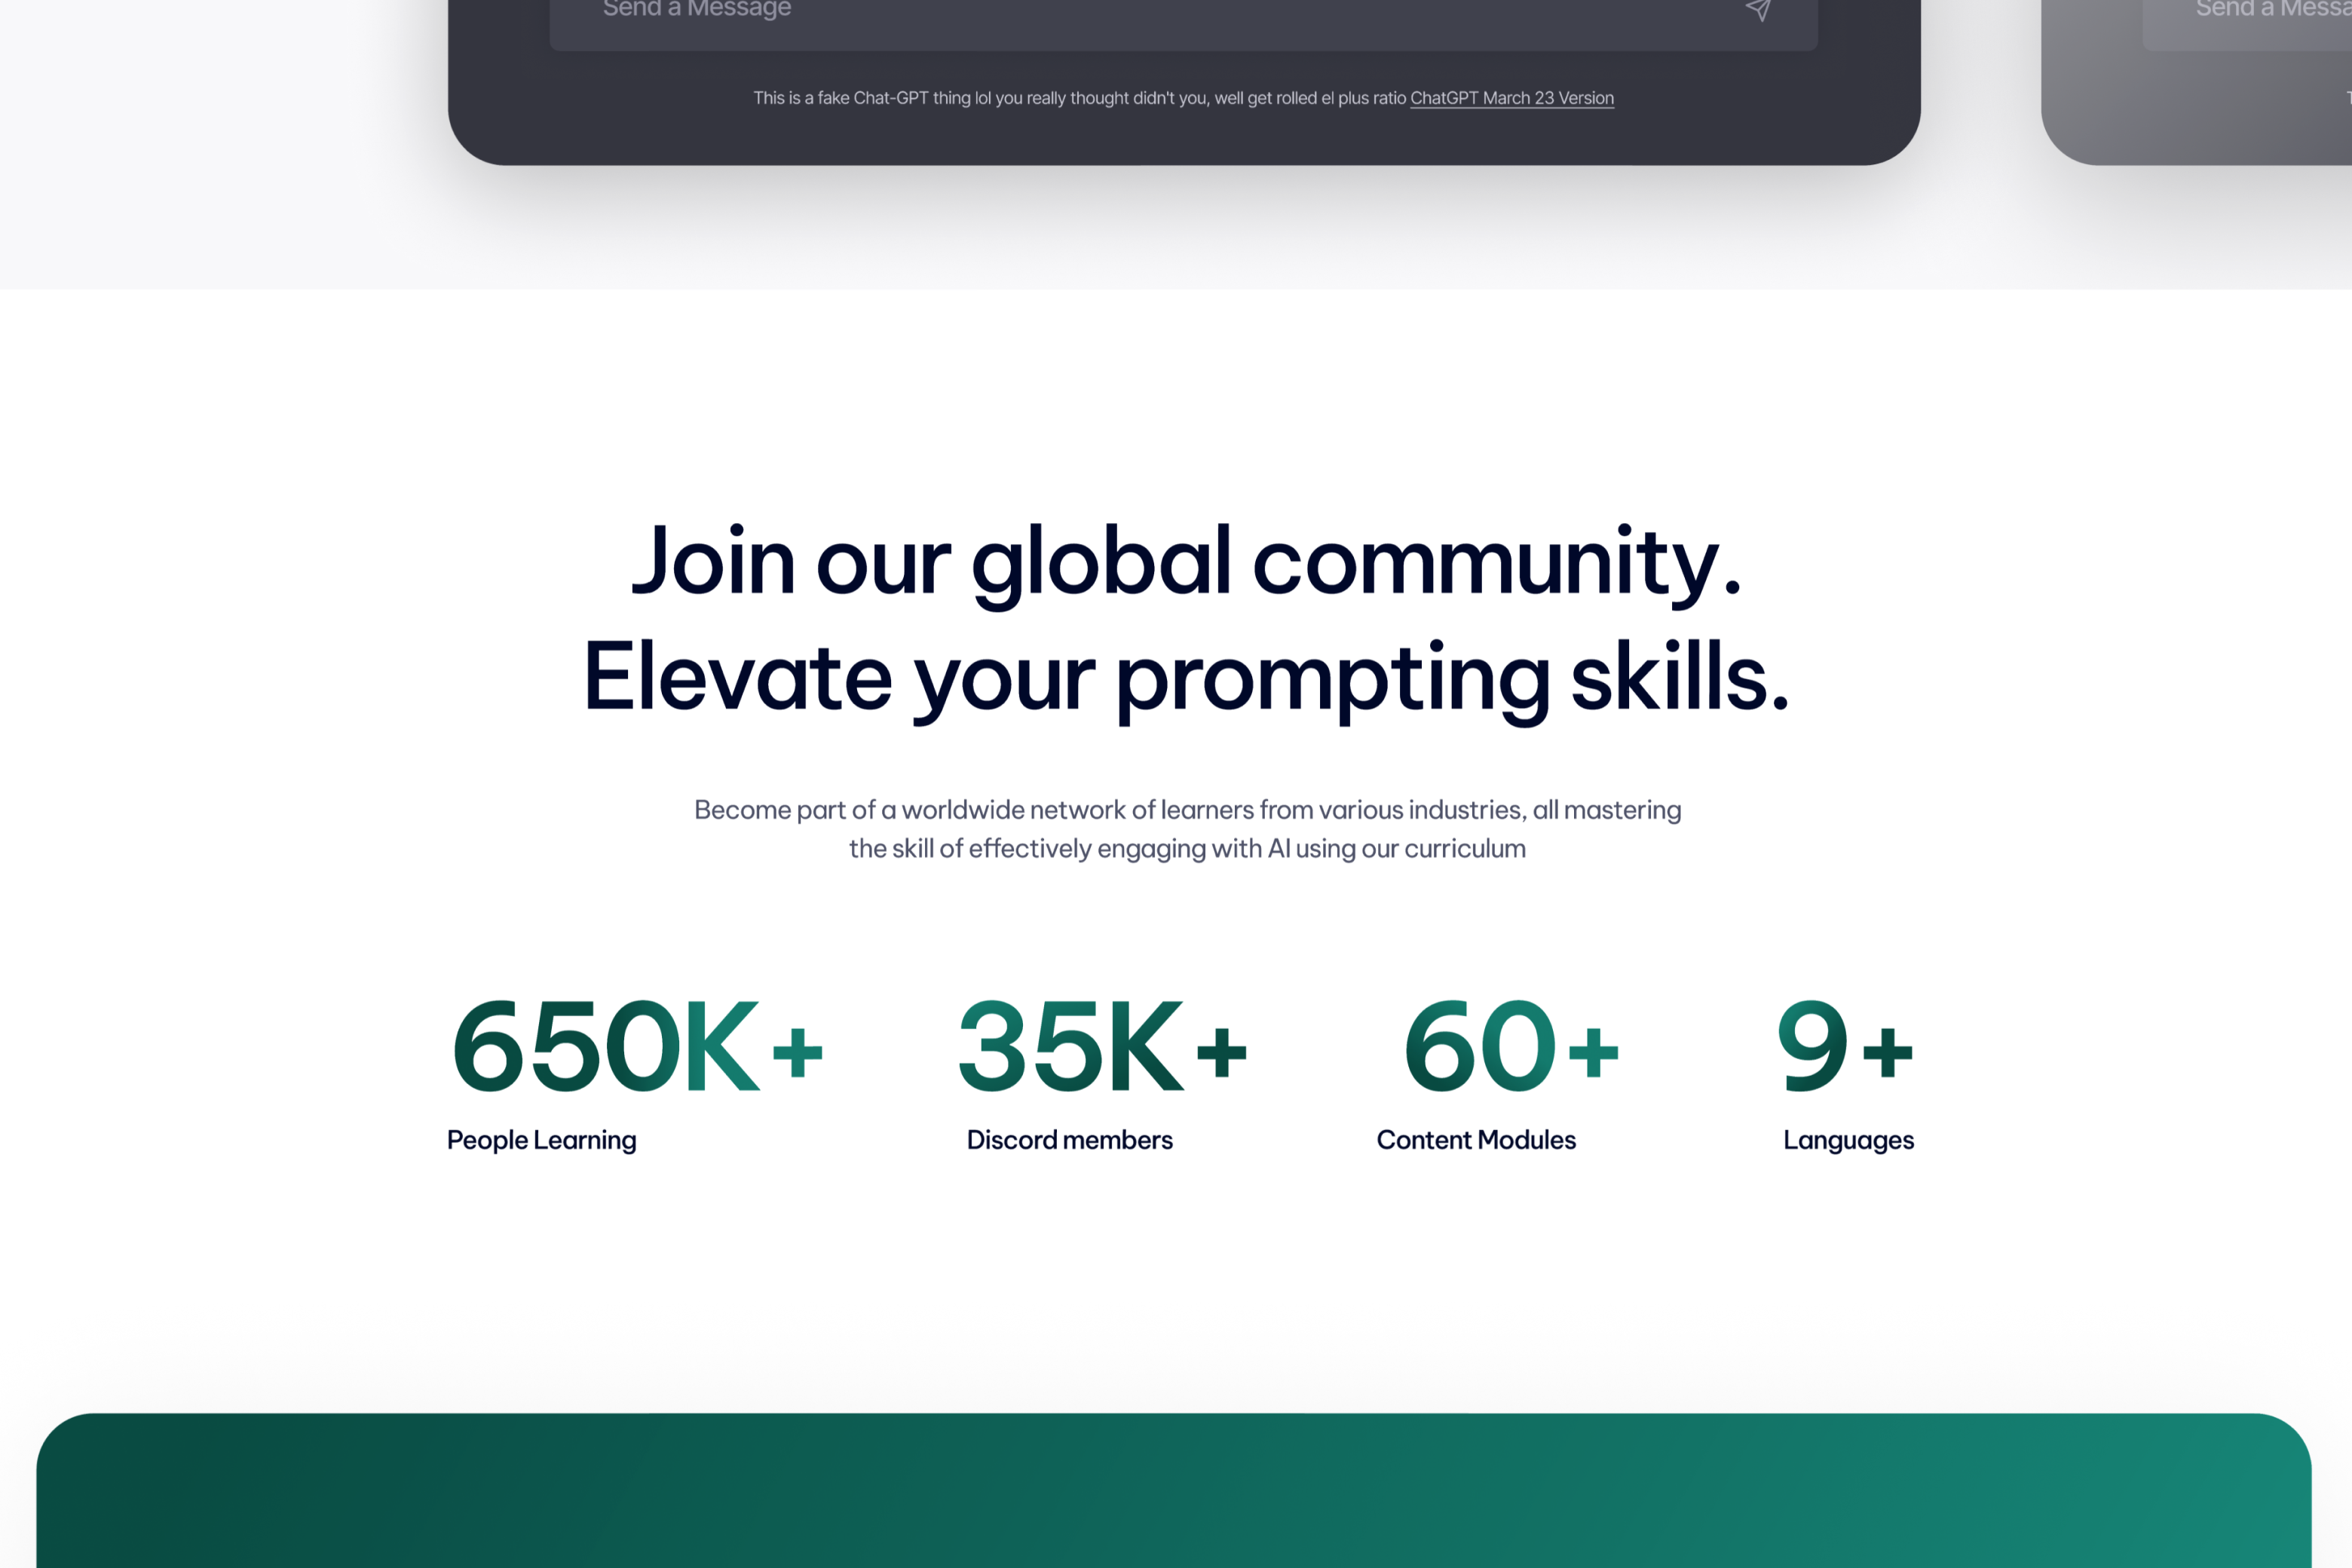 Send a Message
Send a Messa
This is a fake Chat-GPT thing lol you really thought didn't you, well get rolled el plus ratio ChatGPT March 23 Version
Join our global community.
Elevate your prompting skills.
Become part of a worldwide network of learners from various industries, all mastering
the skill of effectively engaging with AI using our curriculum
650K+ 35K+ 60+ 9+
People Learning Discord members Content Modules Languages